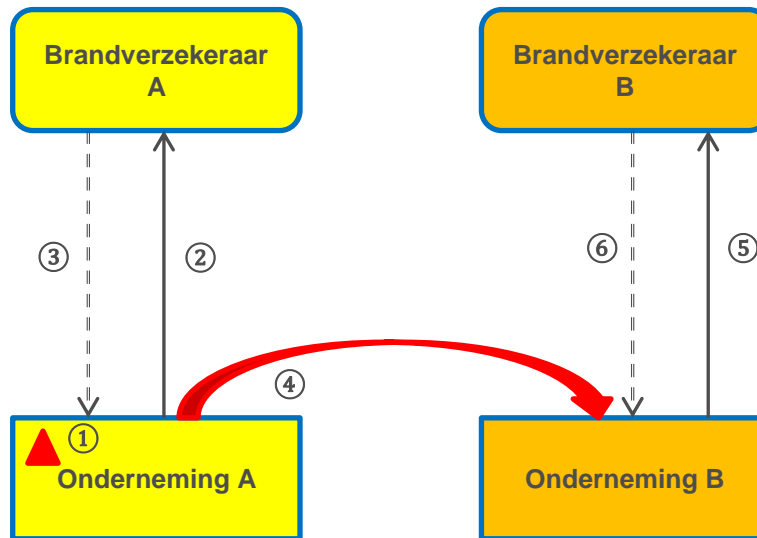 Brandverzekeraar
A
Brandverzekeraar
B
③
②
⑥
⑤
④
①
Onderneming A
Onderneming B